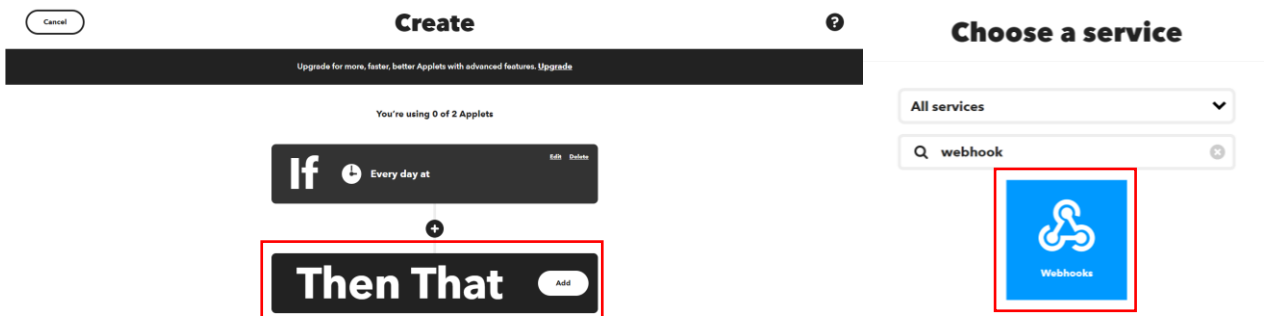 Cancel
Create
?
Upgrade for more, faster, better Applets with advanced features. Upgrade
You're using 0 of 2 Applets
If
Every day at
Edit Delete
+
Then That
Add
Choose a service
All services
webhook
Webhooks